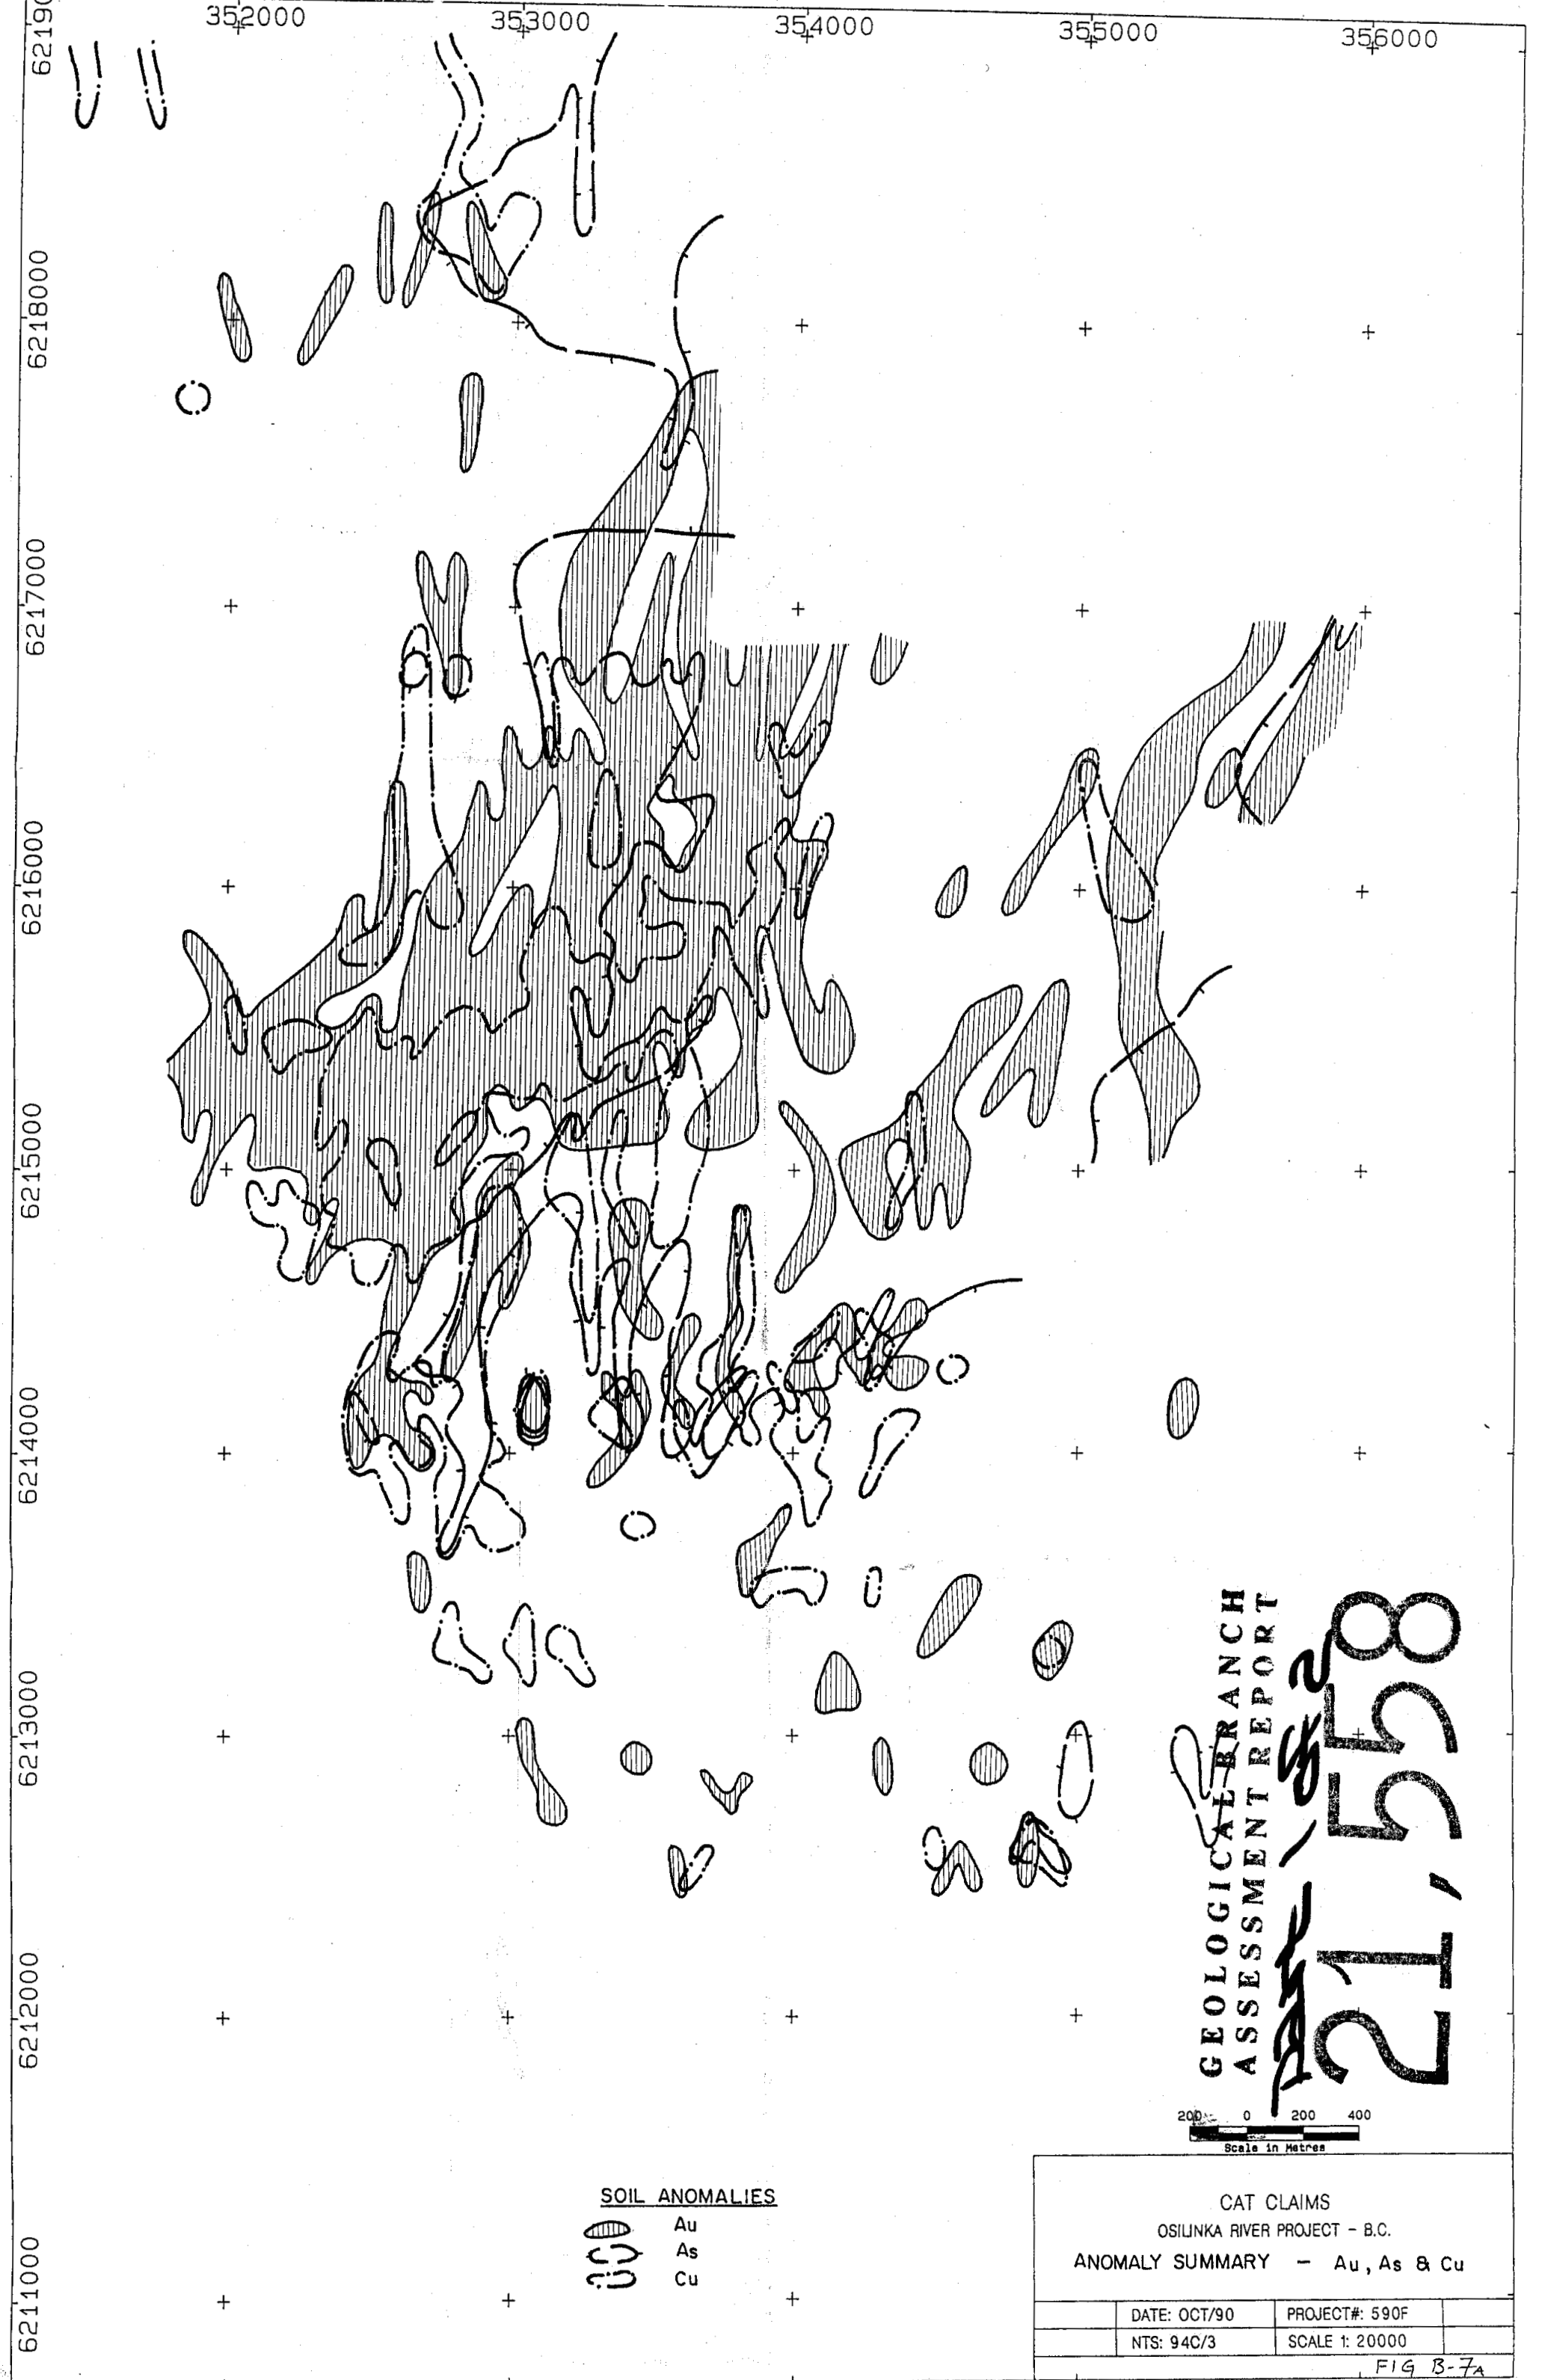 352000 353000 354000 355000 356000
6219
6218000
6217000
6216000
6215000
6214000
6213000
6212000
6211000
GEOLOGICAL BRANCH
ASSESSMENT REPORT
21,558
200 0 200 400
Scale in Metres
SOIL ANOMALIES
Au
As
Cu
CAT CLAIMS
OSILINKA RIVER PROJECT - B.C.
ANOMALY SUMMARY - Au, As & Cu
DATE: OCT/90 PROJECT#: 590F
NTS: 94C/3 SCALE 1: 20000
FIG B-7A